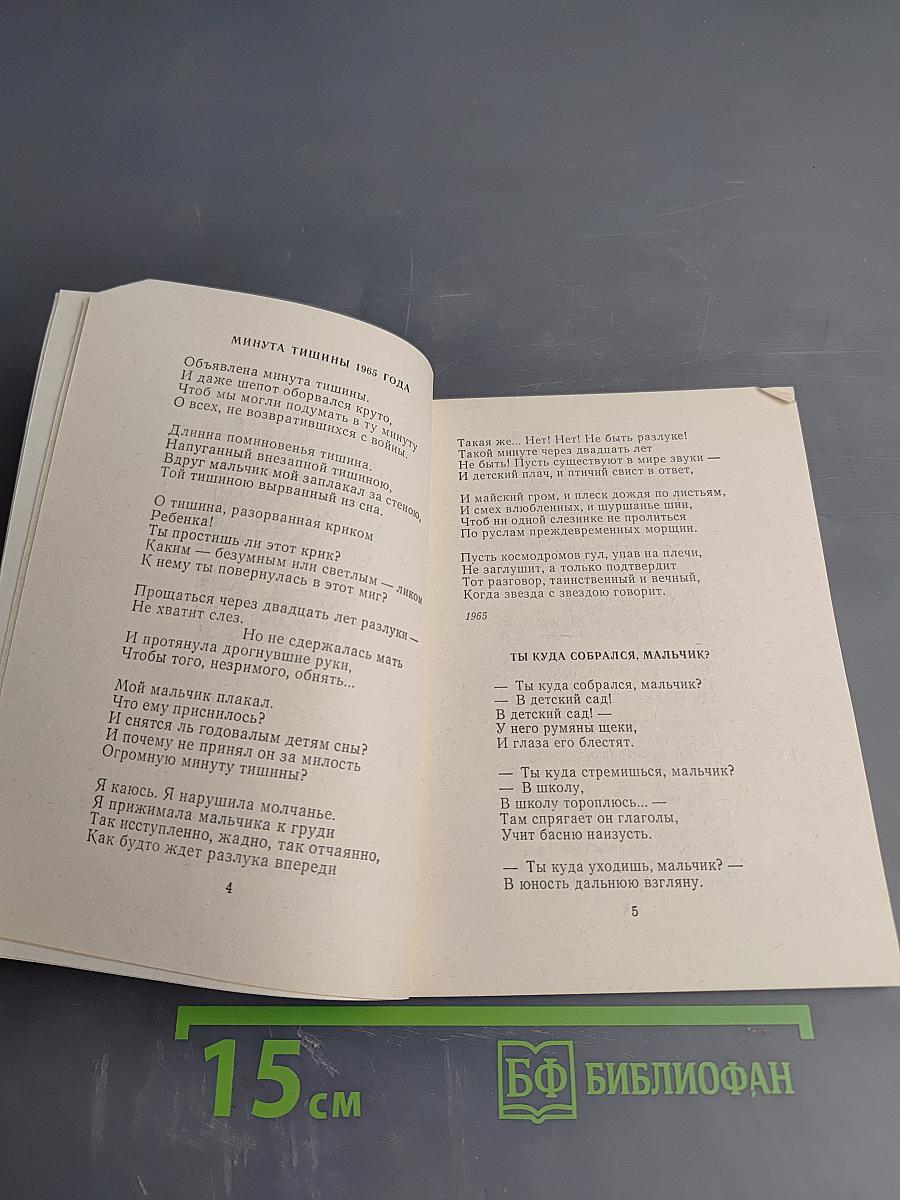 МИНУТА ТИШИНЫ 1965 ГОДА
Объявлена минута тишины.
И даже шепот оборвался круто,
Чтоб мы могли подумать в ту минуту
О всех, не возвратившихся с войны.
Длинна поминовенья тишина.
Напуганный внезапной тишиною,
Вдруг мальчик мой заплакал за стеною,
Той тишиною вырванный из сна.
О тишина, разорванная криком
Ребенка!
Ты простишь ли этот крик?
Каким — безумным или светлым — ликом
К нему ты повернулась в этот миг?
Прощаться через двадцать лет разлуки —
Не хватит слез.
Но не сдержалась мать
И протянула дрогнувшие руки,
Чтобы того, незримого, обнять...
Мой мальчик плакал.
Что ему приснилось?
И снятся ль годовалым детям сны?
И почему не принял он за милость
Огромную минуту тишины?
Я каюсь. Я нарушила молчанье.
Я прижимала мальчика к груди
Так исступленно, жадно, так отчаянно,
Как будто ждет разлука впереди
4
Такая же... Нет! Нет! Не быть разлуке!
Такой минуте через двадцать лет
Не быть! Пусть существуют в мире звуки —
И детский плач, и птичий свист в ответ,
И майский гром, и плеск дождя по листьям,
И смех влюбленных, и шуршанье шин,
Чтоб ни одной слезинке не пролиться
По руслам преждевременных морщин.
Пусть космодромов гул, упав на плечи,
Не заглушит, а только подтвердит
Тот разговор, таинственный и вечный,
Когда звезда с звездою говорит.
1965
ТЫ КУДА СОБРАЛСЯ, МАЛЬЧИК?
— Ты куда собрался, мальчик?
— В детский сад!
В детский сад! —
У него румяны щеки,
И глаза его блестят.
— Ты куда стремишься, мальчик?
— В школу,
В школу тороплюсь... —
Там спрягает он глаголы,
Учит басню наизусть.
— Ты куда уходишь, мальчик? —
В юность дальнюю взгляну.
5
15 см
БФ БИБЛИОФАН